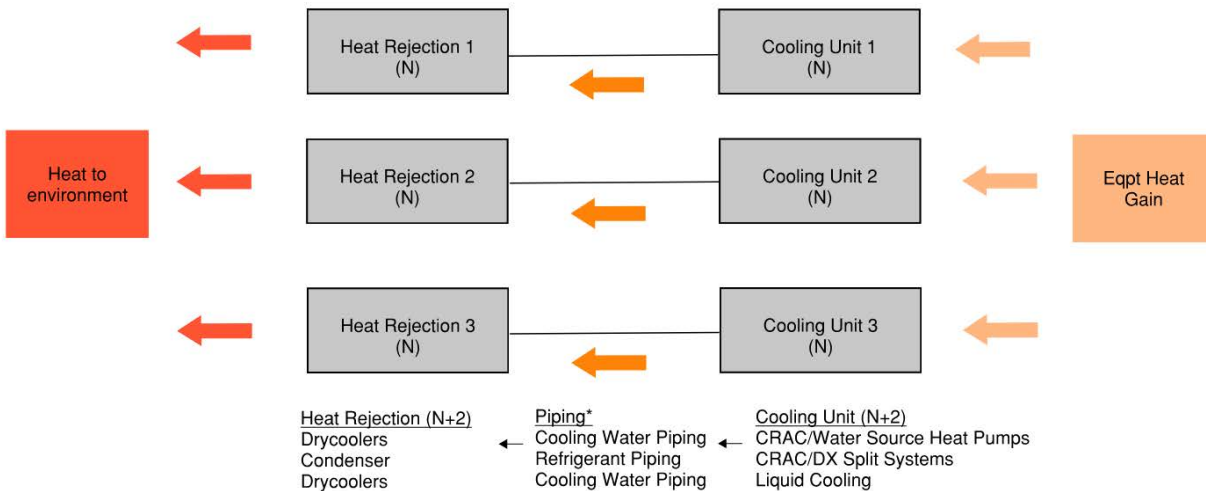 Heat Rejection 1
(N)
Cooling Unit 1
(N)
Heat to
environment
Heat Rejection 2
(N)
Cooling Unit 2
(N)
Eqpt Heat
Gain
Heat Rejection 3
(N)
Cooling Unit 3
(N)
Heat Rejection (N+2)
Drycoolers
Condenser
Drycoolers
Piping*
Cooling Water Piping
Refrigerant Piping
Cooling Water Piping
Cooling Unit (N+2)
CRAC/Water Source Heat Pumps
CRAC/DX Split Systems
Liquid Cooling